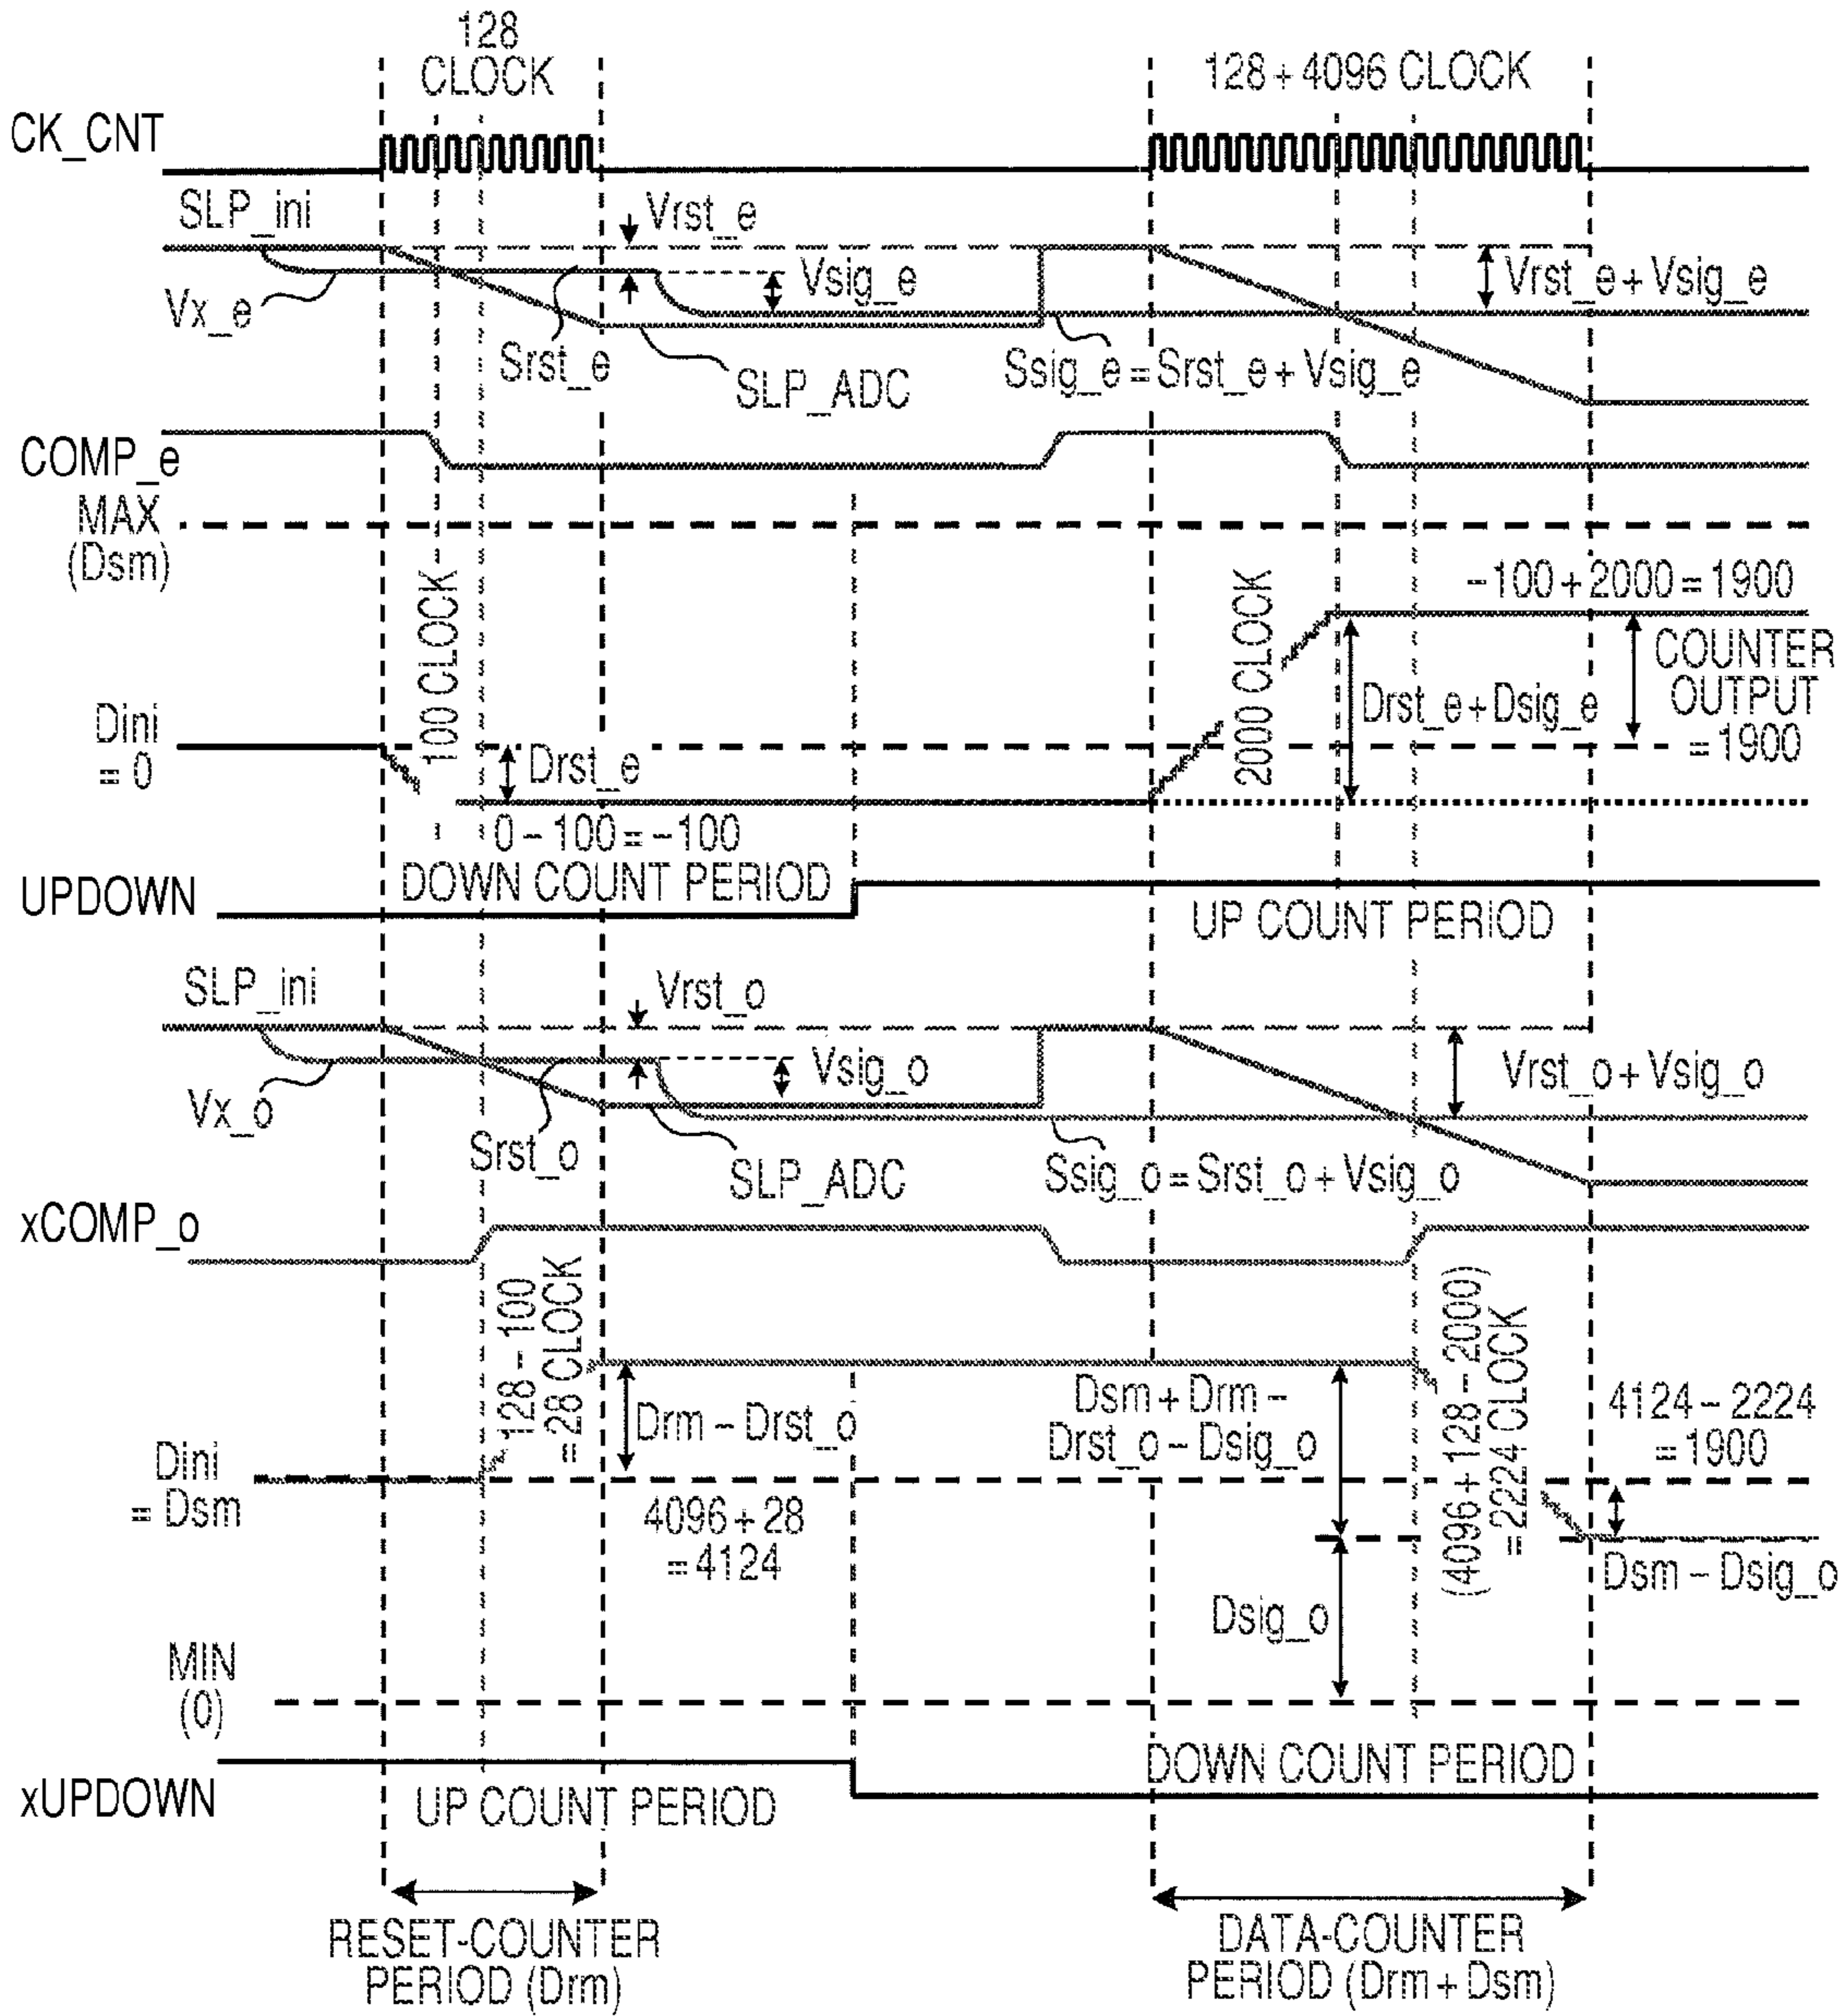 128
CLOCK
128 + 4096 CLOCK
CK_CNT
SLP_ini
Vrst_e
Vsig_e
Vrst_e + Vsig_e
Vx_e
Srst_e
SLP_ADC
Ssig_e = Srst_e + Vsig_e
COMP_e
MAX
(Dsm)
100 CLOCK
2000 CLOCK
-100 + 2000 = 1900
COUNTER
OUTPUT
= 1900
Drst_e + Dsig_e
Dini
= 0
Drst_e
0 - 100 = -100
UPDOWN
DOWN COUNT PERIOD
UP COUNT PERIOD
SLP_ini
Vrst_o
Vsig_o
Vrst_o + Vsig_o
Vx_o
Srst_o
SLP_ADC
Ssig_o = Srst_o + Vsig_o
xCOMP_o
128 - 100
= 28 CLOCK
(4096 + 128 - 2000)
= 2224 CLOCK
Drm - Drst_o
Dsm + Drm -
Drst_o - Dsig_o
4124 - 2224
= 1900
Dini
= Dsm
4096 + 28
= 4124
Dsm - Dsig_o
Dsig_o
MIN
(0)
xUPDOWN
UP COUNT PERIOD
DOWN COUNT PERIOD
RESET-COUNTER
PERIOD (Drm)
DATA-COUNTER
PERIOD (Drm + Dsm)